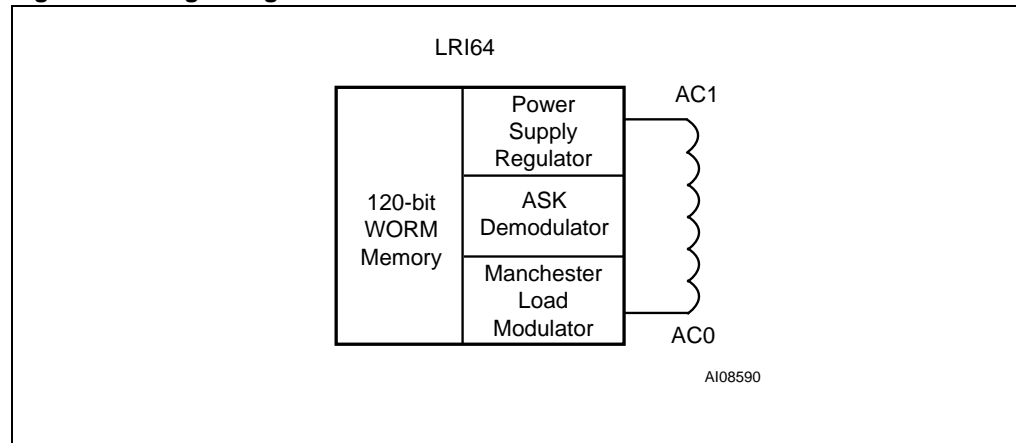 LRI64
AC1
Power
Supply
Regulator
120-bit
WORM
Memory
ASK
Demodulator
Manchester
Load
Modulator
AC0
AI08590